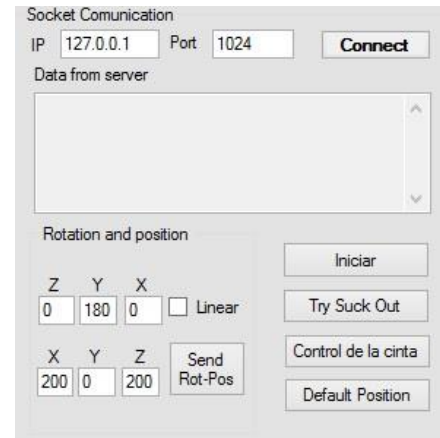 Socket Comunication
IP 127.0.0.1 Port 1024 Connect
Data from server
Rotation and position
Z Y X
0 180 0 Linear
X Y Z
200 0 200 Send Rot-Pos
Iniciar
Try Suck Out
Control de la cinta
Default Position